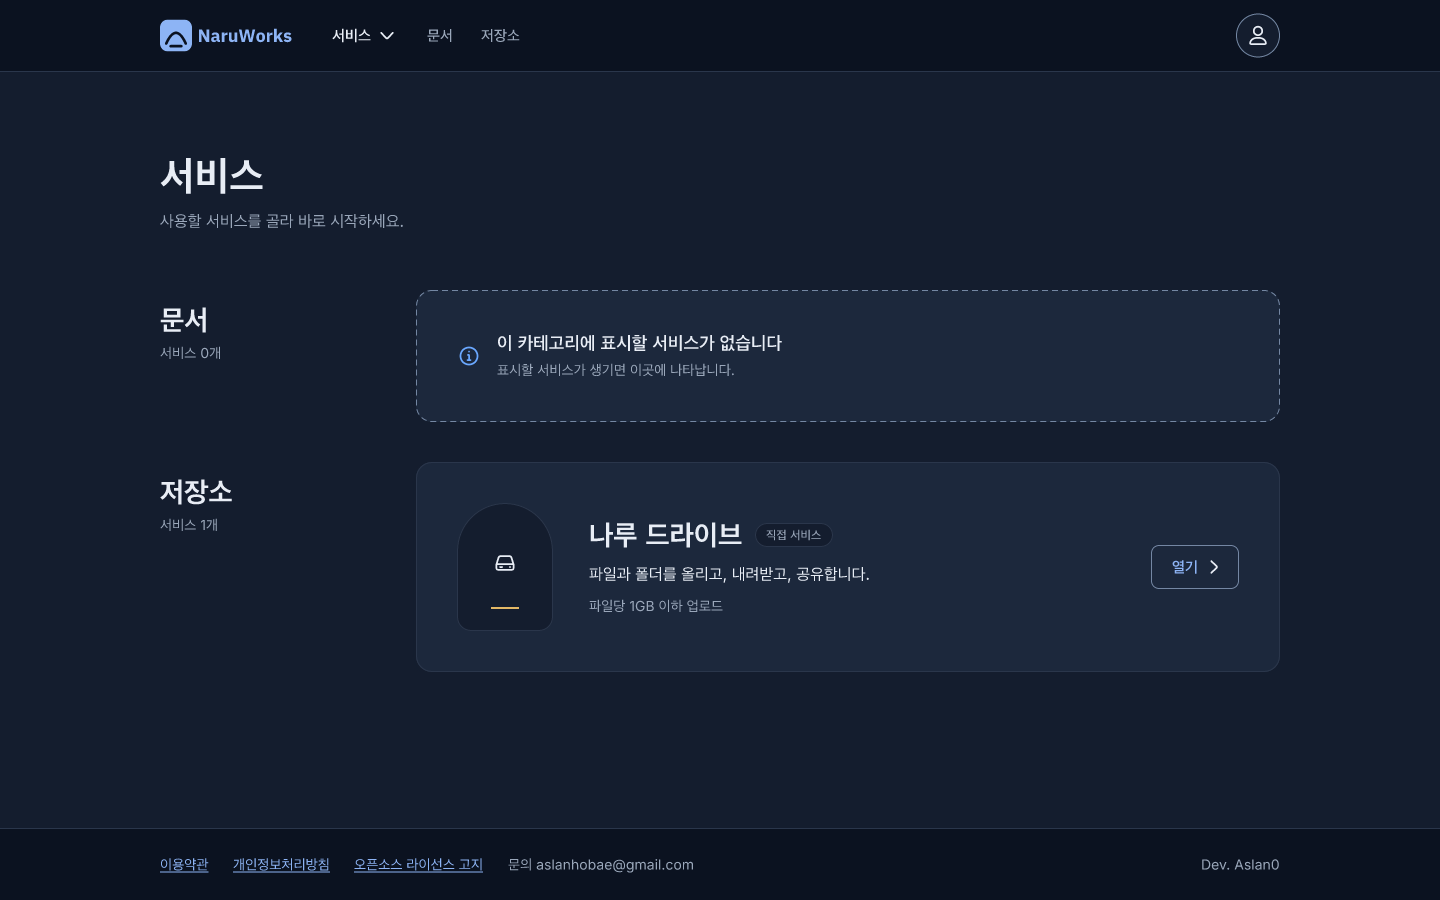 NaruWorks 서비스 문서 저장소
서비스
사용할 서비스를 골라 바로 시작하세요.
문서
서비스 0개
이 카테고리에 표시할 서비스가 없습니다
표시할 서비스가 생기면 이곳에 나타납니다.
저장소
서비스 1개
나루 드라이브 직접 서비스
파일과 폴더를 올리고, 내려받고, 공유합니다.
파일당 1GB 이하 업로드
열기
이용약관 개인정보처리방침 오픈소스 라이선스 고지 문의 aslanhobae@gmail.com Dev. Aslan0